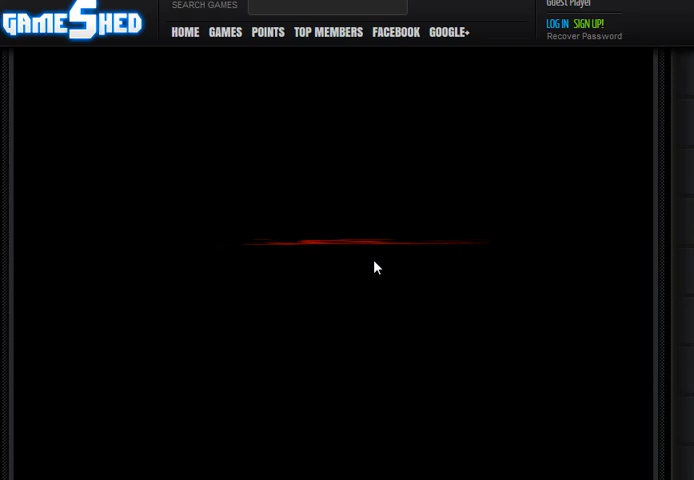 GAMESHED
SEARCH GAMES
Guest Player
HOME GAMES POINTS TOP MEMBERS FACEBOOK GOOGLE+
LOG IN SIGN UP!
Recover Password